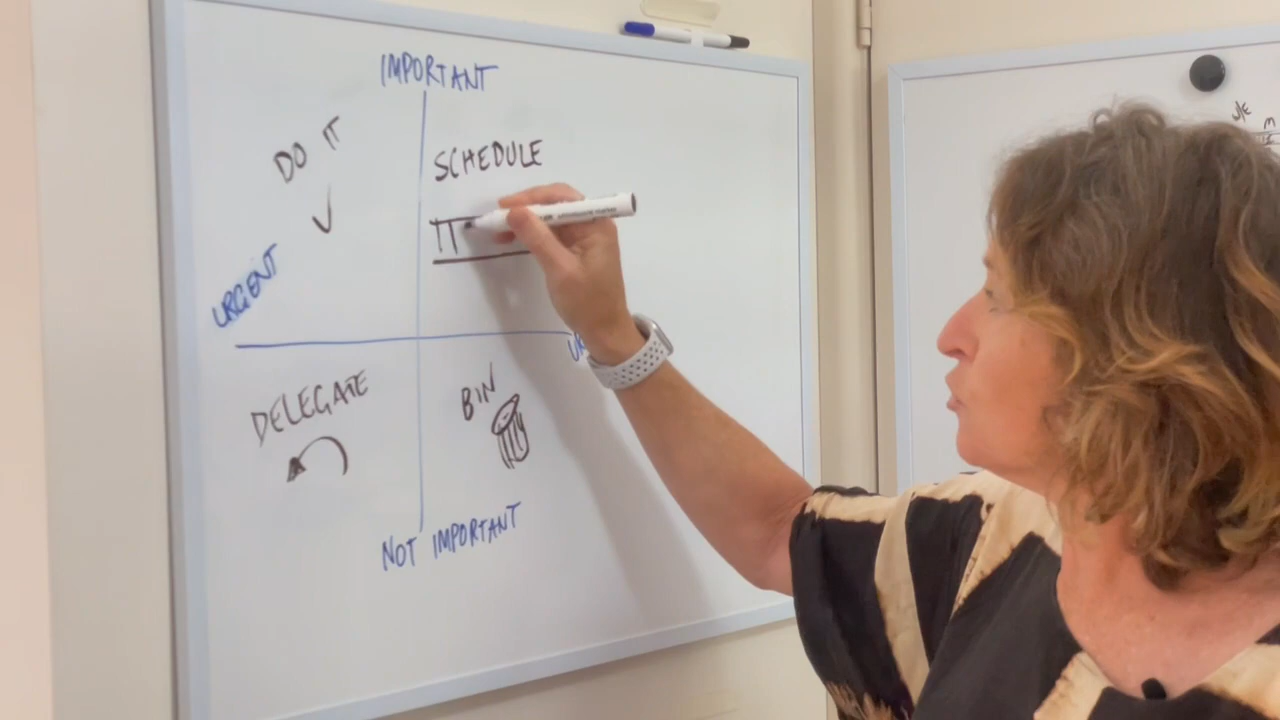 IMPORTANT
DO IT
SCHEDULE
URGENT
DELEGATE
BIN
NOT IMPORTANT